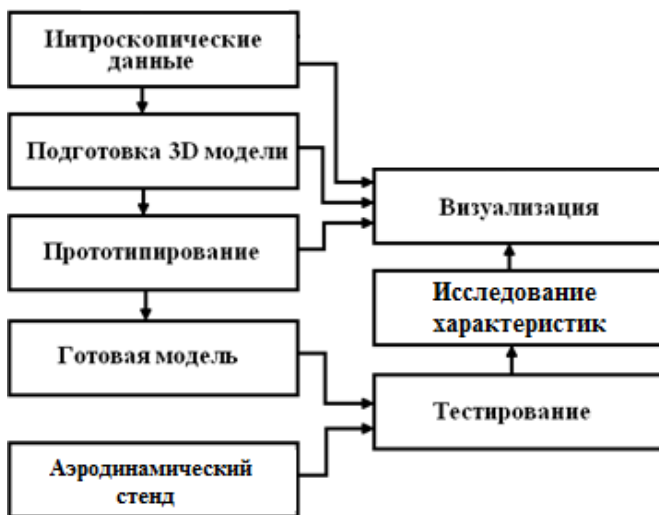 Интроскопические
данные
Подготовка 3D модели
Прототипирование
Готовая модель
Аэродинамический
стенд
Визуализация
Исследование
характеристик
Тестирование